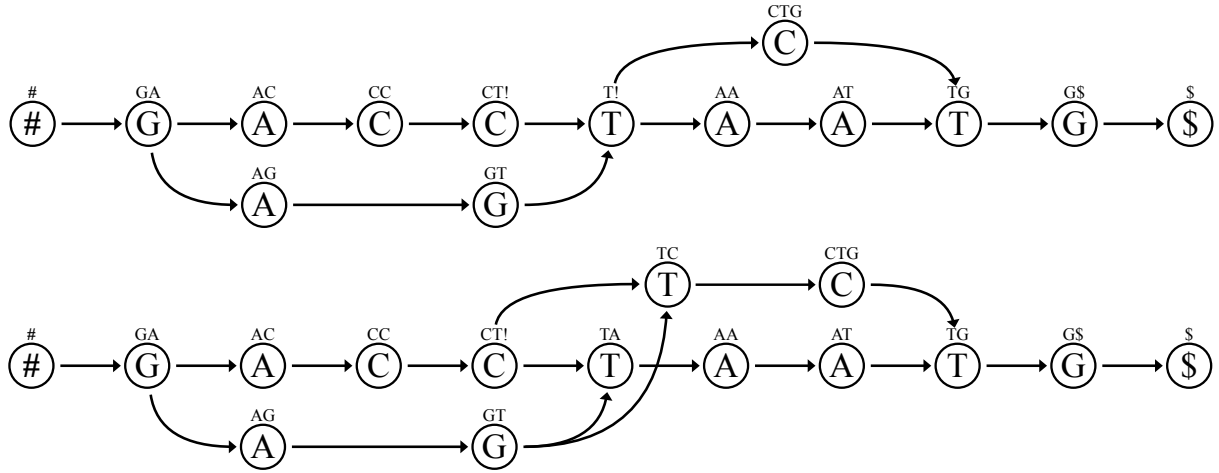 CTG
C
# GA AC CC CT! T! AA AT TG G$ $
# G A C C T A A T G $
AG GT
A G
TC CTG
T C
# GA AC CC CT! TA AA AT TG G$ $
# G A C C T A A T G $
AG GT
A G